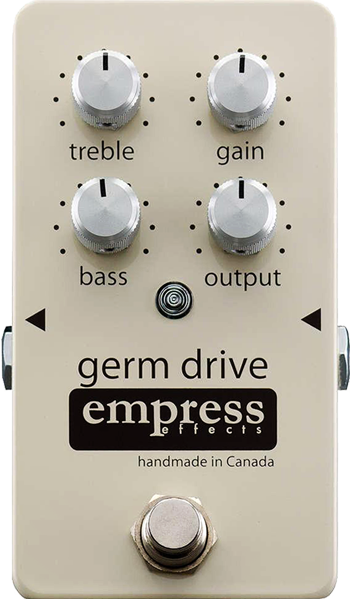 treble gain
bass output
germ drive
empress
effects
handmade in Canada